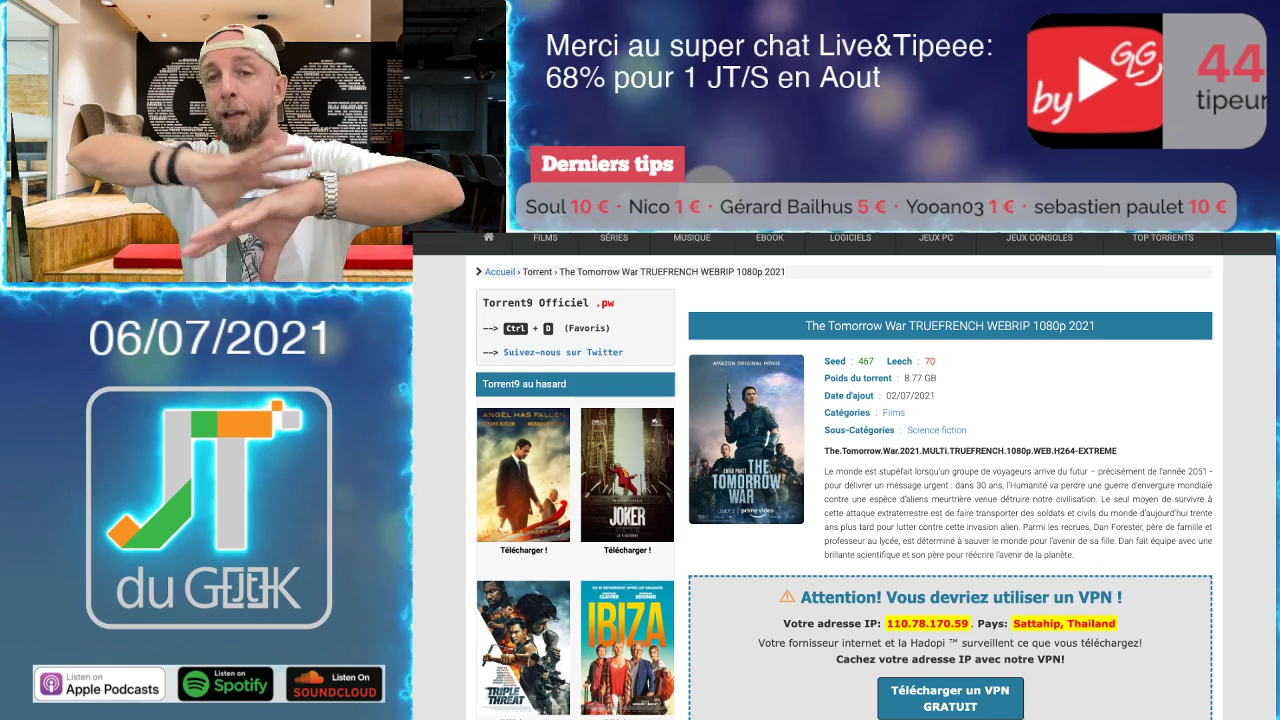 Merci au super chat Live&Tipeee:
68% pour 1 JT/S en Aout
by GG
44
tipeur
Derniers tips
Soul 10 € · Nico 1 € · Gérard Bailhus 5 € · Yooan03 1 € · sebastien paulet 10 €
FILMS SÉRIES MUSIQUE EBOOK LOGICIELS JEUX PC JEUX CONSOLES TOP TORRENTS
Accueil › Torrent › The Tomorrow War TRUEFRENCH WEBRIP 1080p 2021
Torrent9 Officiel .pw
--> Ctrl + D (Favoris)
--> Suivez-nous sur Twitter
Torrent9 au hasard
ANGEL HAS FALLEN
JOKER
Télécharger !
Télécharger !
TRIPLE
THREAT
IBIZA
The Tomorrow War TRUEFRENCH WEBRIP 1080p 2021
AMAZON ORIGINAL MOVIE
CHRIS PRATT
THE
TOMORROW
WAR
JULY 2 | prime video
Seed : 467 Leech : 70
Poids du torrent : 8.77 GB
Date d'ajout : 02/07/2021
Catégories : Films
Sous-Catégories : Science fiction
The.Tomorrow.War.2021.MULTi.TRUEFRENCH.1080p.WEB.H264-EXTREME
Le monde est stupéfait lorsqu'un groupe de voyageurs arrive du futur – précisément de l'année 2051 -
pour délivrer un message urgent : dans 30 ans, l'Humanité va perdre une guerre d'envergure mondiale
contre une espèce d'aliens meurtrière venue détruire notre civilisation. Le seul moyen de survivre à
cette attaque extraterrestre est de faire transporter des soldats et civils du monde d'aujourd'hui trente
ans plus tard pour lutter contre cette invasion alien. Parmi les recrues, Dan Forester, père de famille et
professeur au lycée, est déterminé à sauver le monde pour l'avenir de sa fille. Dan fait équipe avec une
brillante scientifique et son père pour réécrire l'avenir de la planète.
Attention! Vous devriez utiliser un VPN !
Votre adresse IP: 110.78.170.59. Pays: Sattahip, Thailand
Votre fornisseur internet et la Hadopi ™ surveillent ce que vous téléchargez!
Cachez votre adresse IP avec notre VPN!
Télécharger un VPN
GRATUIT
06/07/2021
JT
du GEEK
Listen on
Apple Podcasts
Listen on
Spotify
Listen On
SOUNDCLOUD